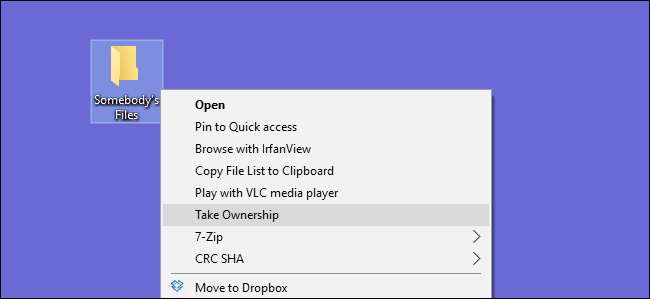 Somebody's
Files
Open
Pin to Quick access
Browse with IrfanView
Copy File List to Clipboard
Play with VLC media player
Take Ownership
7-Zip
CRC SHA
Move to Dropbox